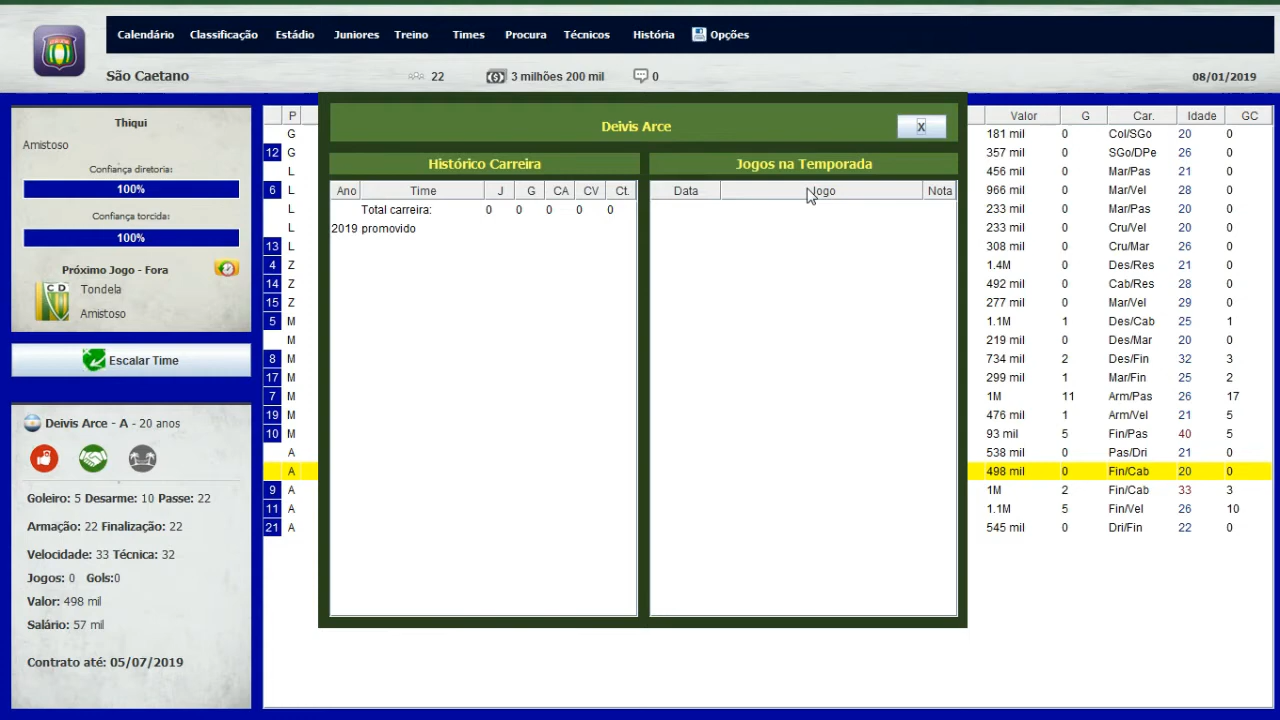 Calendário Classificação Estádio Juniores Treino Times Procura Técnicos História Opções
São Caetano 22 3 milhões 200 mil 0 08/01/2019
Thiqui
Amistoso
Confiança diretoria:
100%
Confiança torcida:
100%
Próximo Jogo - Fora
C D
Tondela
Amistoso
Escalar Time
Deivis Arce - A - 20 anos
Goleiro: 5 Desarme: 10 Passe: 22
Armação: 22 Finalização: 22
Velocidade: 33 Técnica: 32
Jogos: 0 Gols:0
Valor: 498 mil
Salário: 57 mil
Contrato até: 05/07/2019
Deivis Arce X
Histórico Carreira
Ano Time J G CA CV Ct.
Total carreira: 0 0 0 0 0
2019 promovido
Jogos na Temporada
Data Jogo Nota
P Valor G Car. Idade GC
G 181 mil 0 Col/SGo 20 0
12 G 357 mil 0 SGo/DPe 26 0
L 456 mil 0 Mar/Pas 21 0
6 L 966 mil 0 Mar/Vel 28 0
L 233 mil 0 Mar/Pas 20 0
L 233 mil 0 Cru/Vel 20 0
13 L 308 mil 0 Cru/Mar 26 0
4 Z 1.4M 0 Des/Res 21 0
14 Z 492 mil 0 Cab/Res 28 0
15 Z 277 mil 0 Mar/Vel 29 0
5 M 1.1M 1 Des/Cab 25 1
M 219 mil 0 Des/Mar 20 0
8 M 734 mil 2 Des/Fin 32 3
17 M 299 mil 1 Mar/Fin 25 2
7 M 1M 11 Arm/Pas 26 17
19 M 476 mil 1 Arm/Vel 21 5
10 M 93 mil 5 Fin/Pas 40 5
A 538 mil 0 Pas/Dri 21 0
A 498 mil 0 Fin/Cab 20 0
9 A 1M 2 Fin/Cab 33 3
11 A 1.1M 5 Fin/Vel 26 10
21 A 545 mil 0 Dri/Fin 22 0